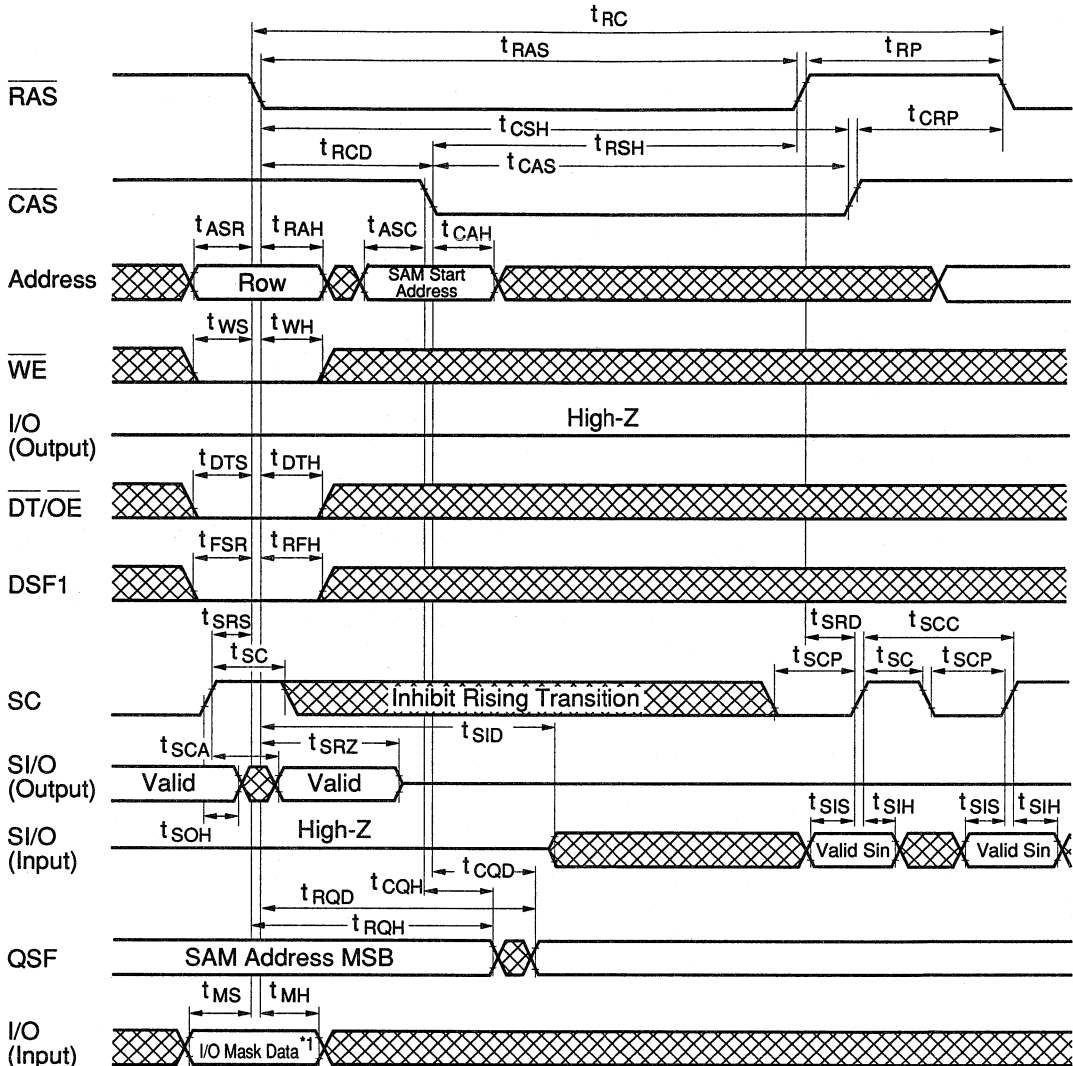 tRC
tRAS tRP
RAS
tCSH tCRP
tRCD tRSH
tCAS
CAS
tASR tRAH tASC tCAH
Address Row SAM Start Address
tWS tWH
WE
I/O (Output) High-Z
tDTS tDTH
DT/OE
tFSR tRFH
DSF1
tSRS tSRD tSCC
tSC tSCP tSC tSCP
SC Inhibit Rising Transition
tSID
tSCA tSRZ
SI/O (Output) Valid Valid
tSIS tSIH tSIS tSIH
tSOH High-Z
SI/O (Input) Valid Sin Valid Sin
tCQH tCQD
tRQD
tRQH
QSF SAM Address MSB
tMS tMH
I/O (Input) I/O Mask Data*1